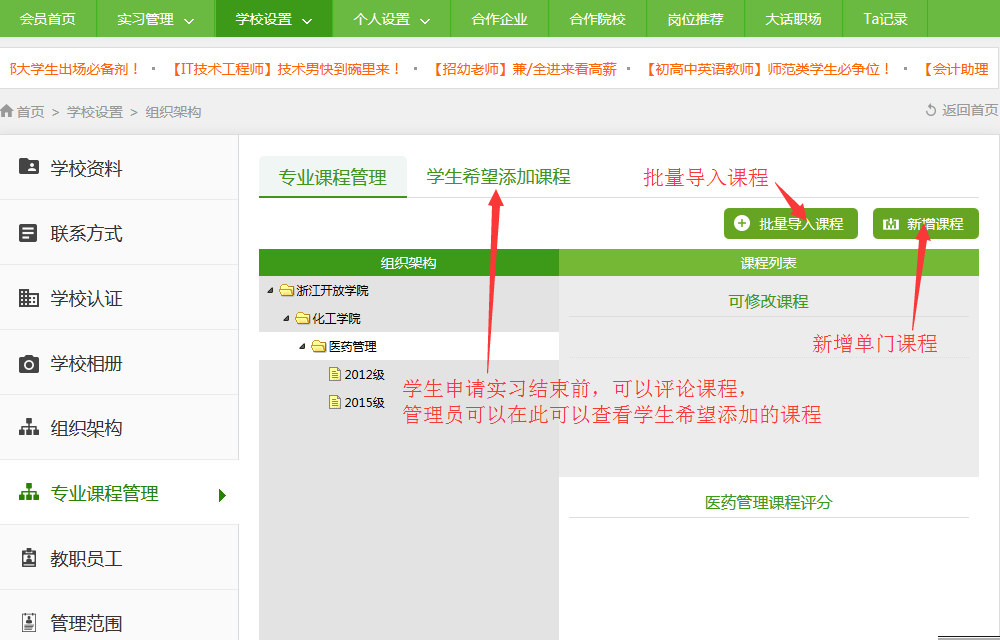 会员首页 实习管理 学校设置 个人设置 合作企业 合作院校 岗位推荐 大话职场 Ta记录
大学生出场必备剂！ · 【IT技术工程师】技术男快到碗里来！ · 【招幼老师】兼/全进来看高薪 · 【初高中英语教师】师范类学生必争位！ · 【会计助理
首页 > 学校设置 > 组织架构 返回首页
学校资料
联系方式
学校认证
学校相册
组织架构
专业课程管理
教职员工
管理范围
专业课程管理 学生希望添加课程 批量导入课程
批量导入课程 新增课程
组织架构 课程列表
浙江开放学院
化工学院
医药管理
2012级
2015级
可修改课程
新增单门课程
学生申请实习结束前，可以评论课程，
管理员可以在此可以查看学生希望添加的课程
医药管理课程评分